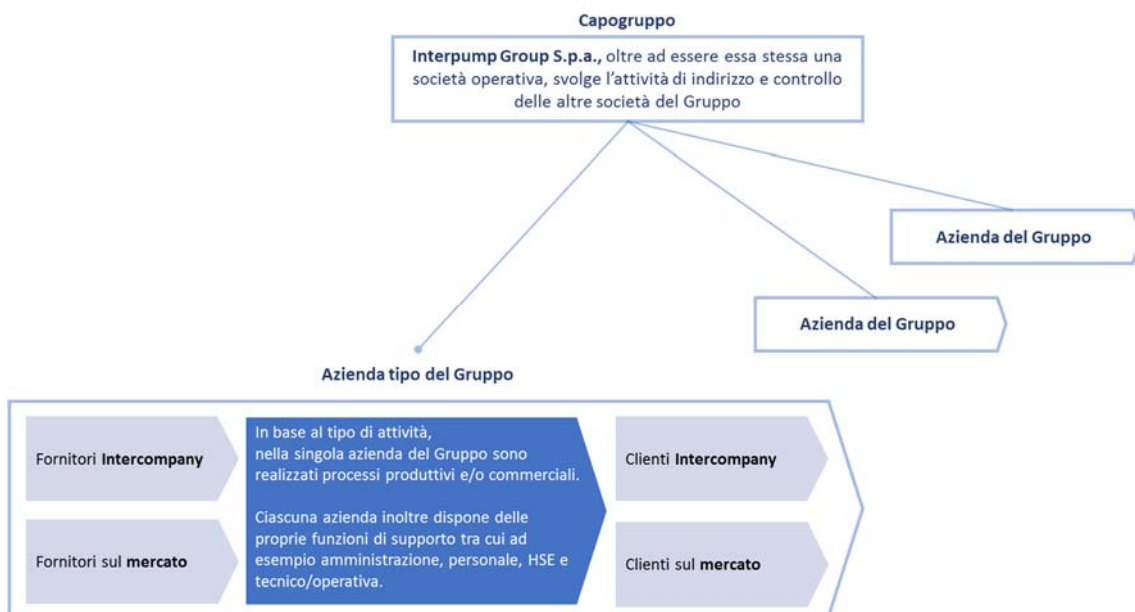 Capogruppo
Interpump Group S.p.a., oltre ad essere essa stessa una
società operativa, svolge l'attività di indirizzo e controllo
delle altre società del Gruppo
Azienda del Gruppo
Azienda del Gruppo
Azienda tipo del Gruppo
Fornitori Intercompany
Fornitori sul mercato
In base al tipo di attività,
nella singola azienda del Gruppo sono
realizzati processi produttivi e/o commerciali.
Ciascuna azienda inoltre dispone delle
proprie funzioni di supporto tra cui ad
esempio amministrazione, personale, HSE e
tecnico/operativa.
Clienti Intercompany
Clienti sul mercato